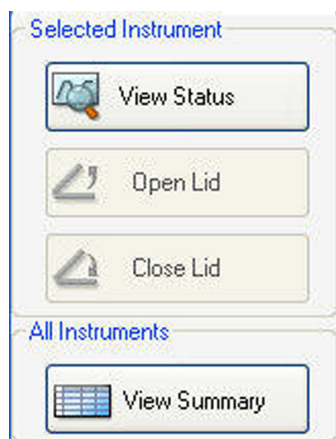 Selected Instrument
View Status
Open Lid
Close Lid
All Instruments
View Summary